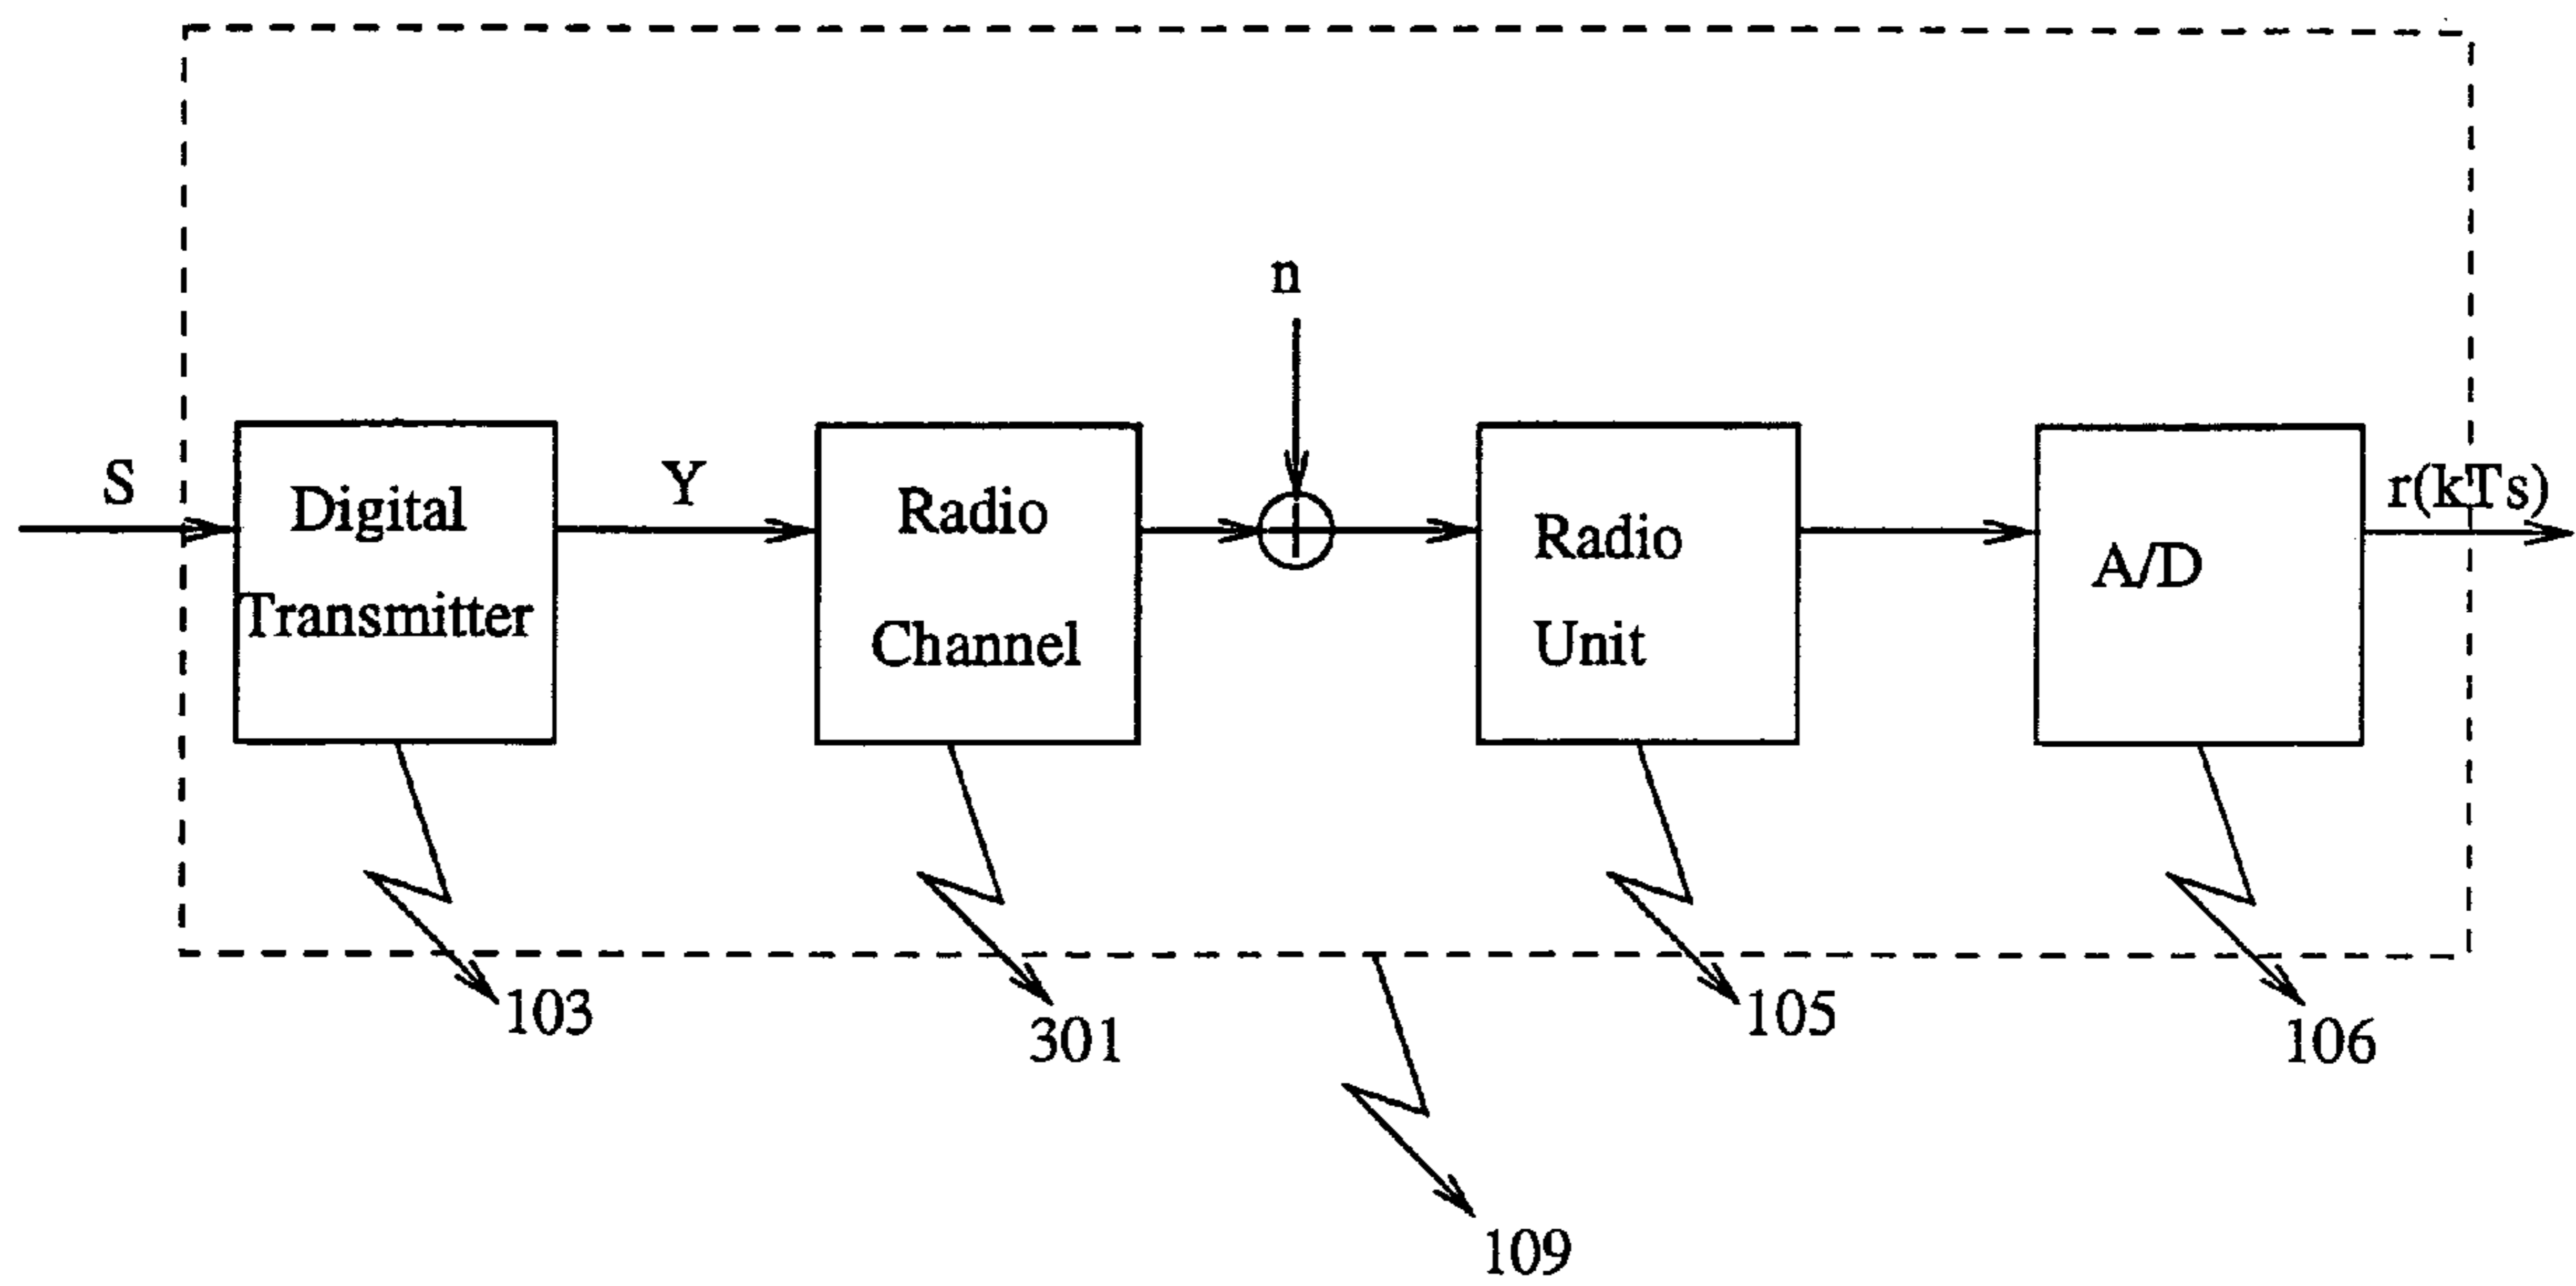 n
S
Digital
Transmitter
Y
Radio
Channel
Radio
Unit
A/D
r(kTs)
103
301
105
106
109